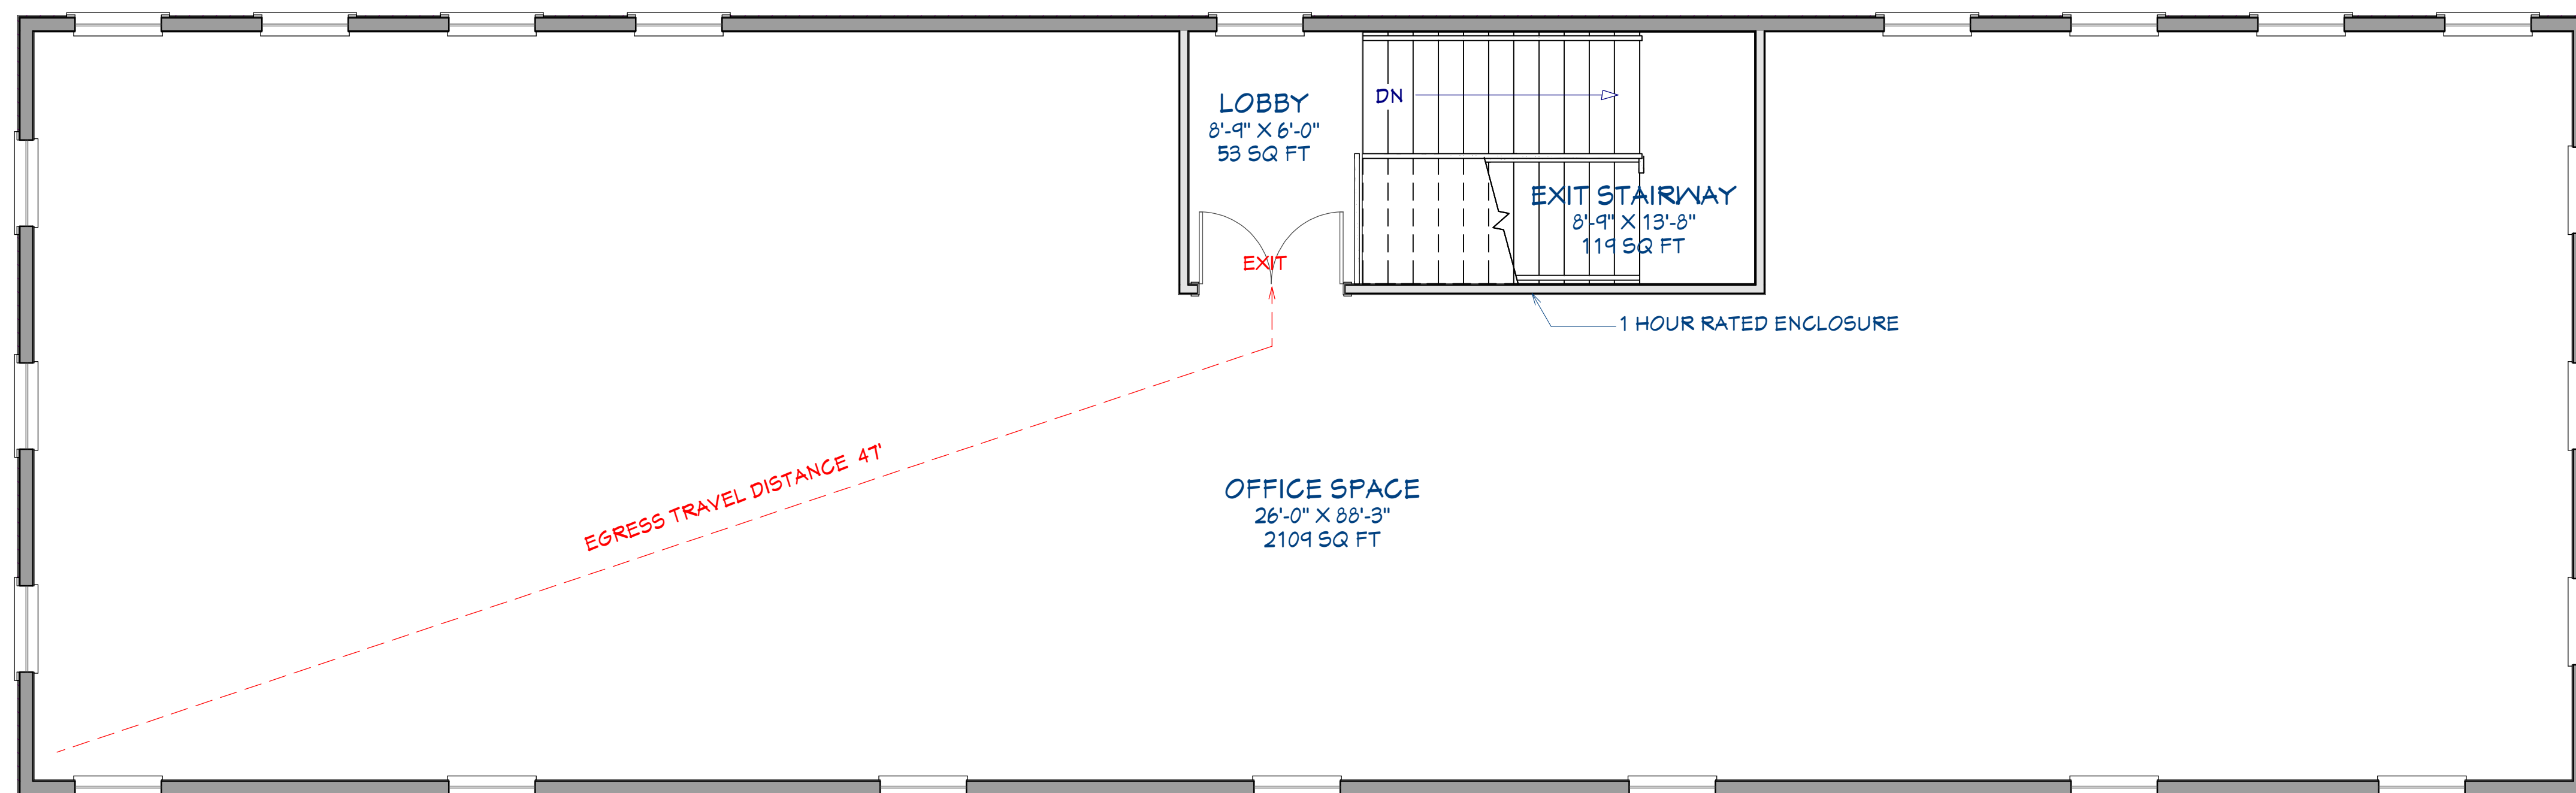 LOBBY
8'-9" X 6'-0"
53 SQ FT
DN
EXIT STAIRWAY
8'-9" X 13'-8"
119 SQ FT
EXIT
1 HOUR RATED ENCLOSURE
EGRESS TRAVEL DISTANCE 47'
OFFICE SPACE
26'-0" X 88'-3"
2109 SQ FT